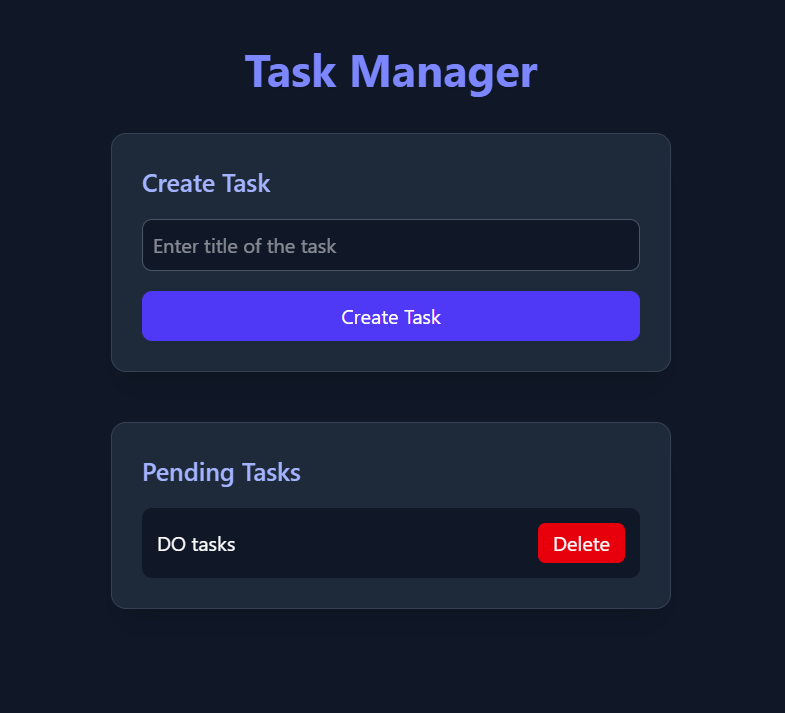 Task Manager
Create Task
Enter title of the task
Create Task
Pending Tasks
DO tasks
Delete